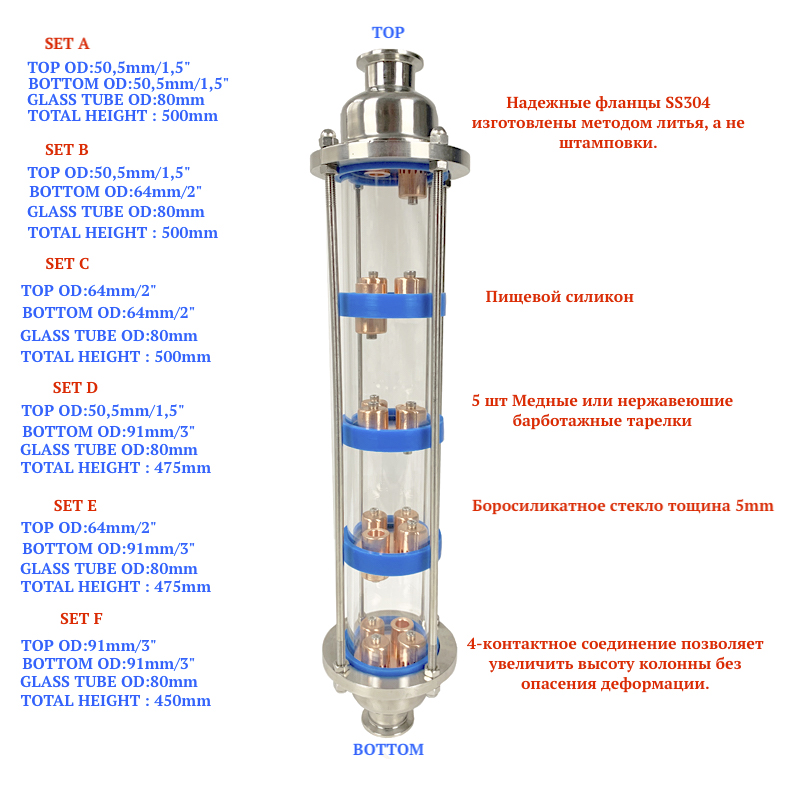 TOP
SET A
TOP OD:50,5mm/1,5"
BOTTOM OD:50,5mm/1,5"
GLASS TUBE OD:80mm
TOTAL HEIGHT : 500mm
SET B
TOP OD:50,5mm/1,5"
BOTTOM OD:64mm/2"
GLASS TUBE OD:80mm
TOTAL HEIGHT : 500mm
SET C
TOP OD:64mm/2"
BOTTOM OD:64mm/2"
GLASS TUBE OD:80mm
TOTAL HEIGHT : 500mm
SET D
TOP OD:50,5mm/1,5"
BOTTOM OD:91mm/3"
GLASS TUBE OD:80mm
TOTAL HEIGHT : 475mm
SET E
TOP OD:64mm/2"
BOTTOM OD:91mm/3"
GLASS TUBE OD:80mm
TOTAL HEIGHT : 475mm
SET F
TOP OD:91mm/3"
BOTTOM OD:91mm/3"
GLASS TUBE OD:80mm
TOTAL HEIGHT : 450mm
Надежные фланцы SS304
изготовлены методом литья, а не
штамповки.
Пищевой силикон
5 шт Медные или нержавеюшие
барботажные тарелки
Боросиликатное стекло тощина 5mm
4-контактное соединение позволяет
увеличить высоту колонны без
опасения деформации.
BOTTOM